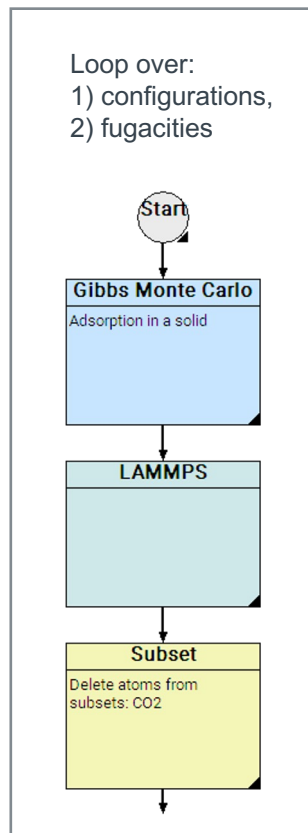 Loop over:
1) configurations,
2) fugacities
Start
Gibbs Monte Carlo
Adsorption in a solid
LAMMPS
Subset
Delete atoms from
subsets: CO2